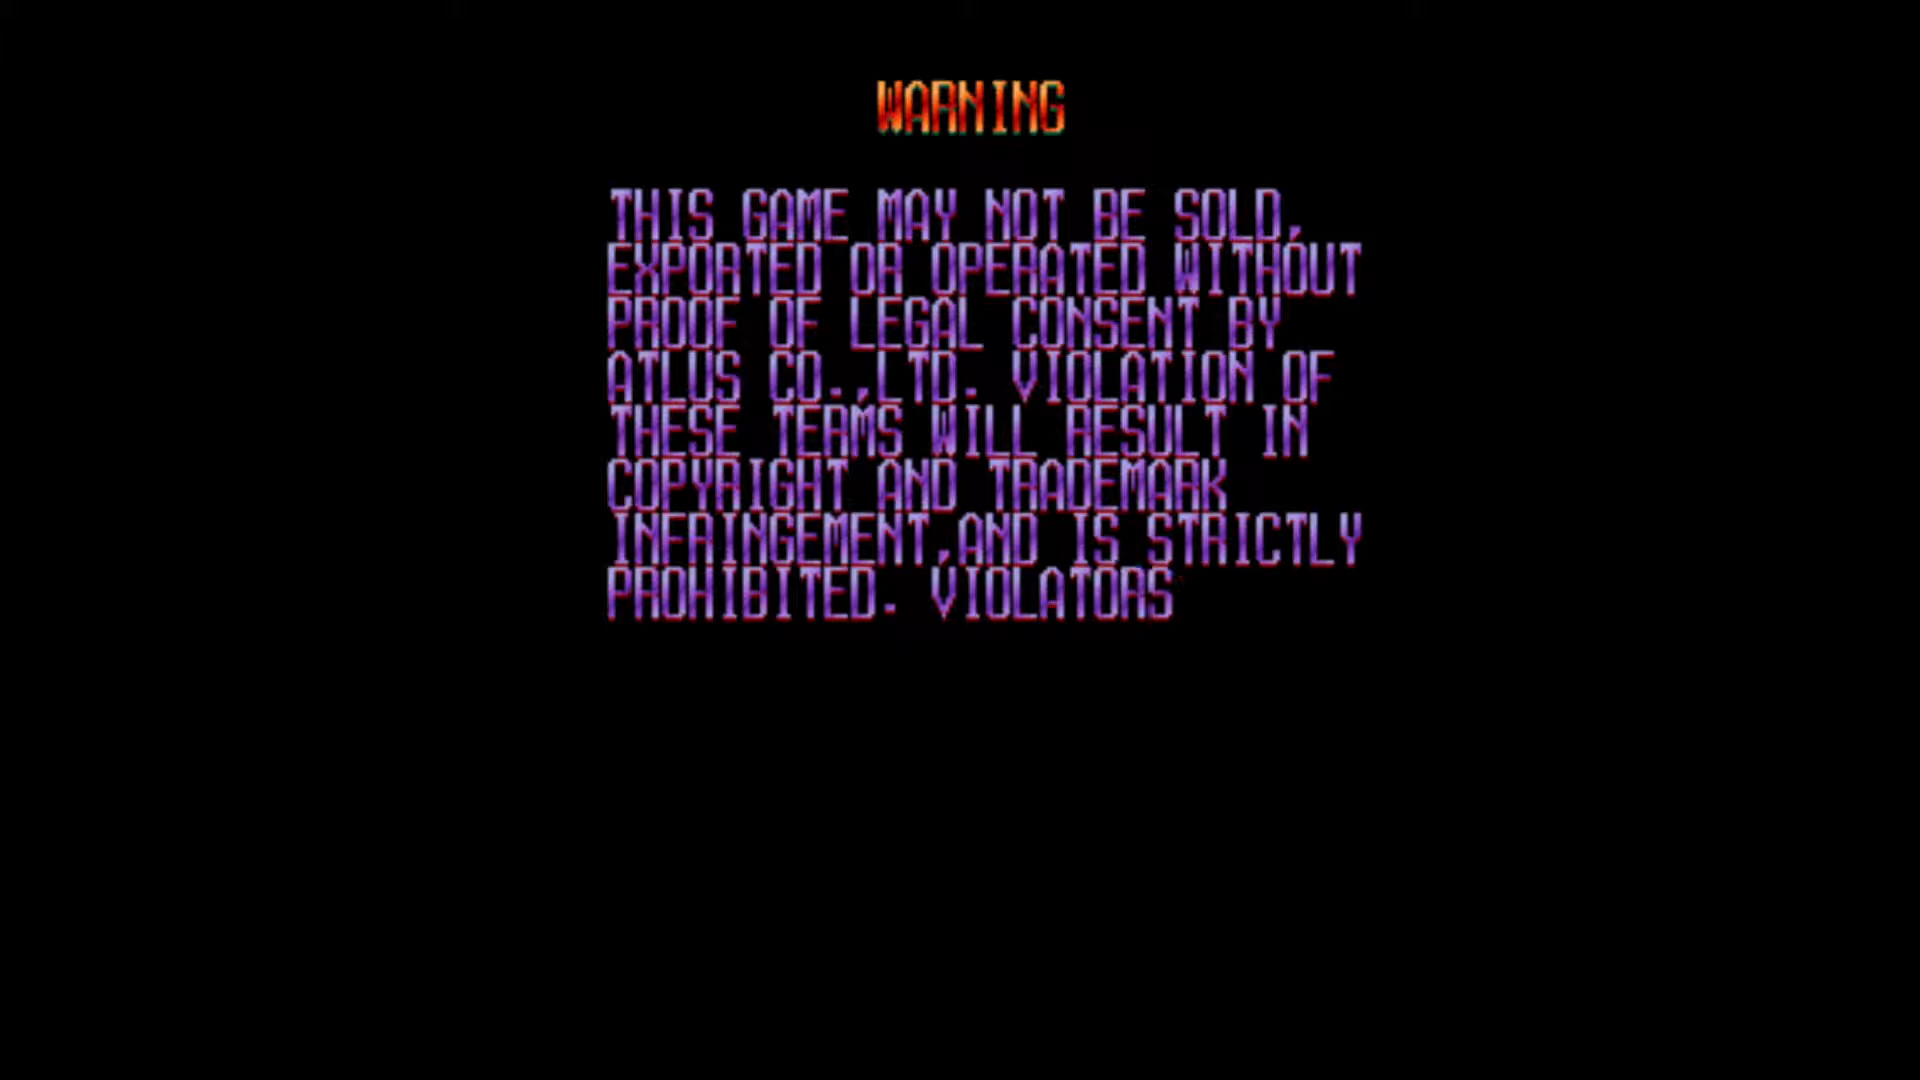 WARNING
THIS GAME MAY NOT BE SOLD,
EXPORTED OR OPERATED WITHOUT
PROOF OF LEGAL CONSENT BY
ATLUS CO.,LTD. VIOLATION OF
THESE TERMS WILL RESULT IN
COPYRIGHT AND TRADEMARK
INFRINGEMENT,AND IS STRICTLY
PROHIBITED. VIOLATORS